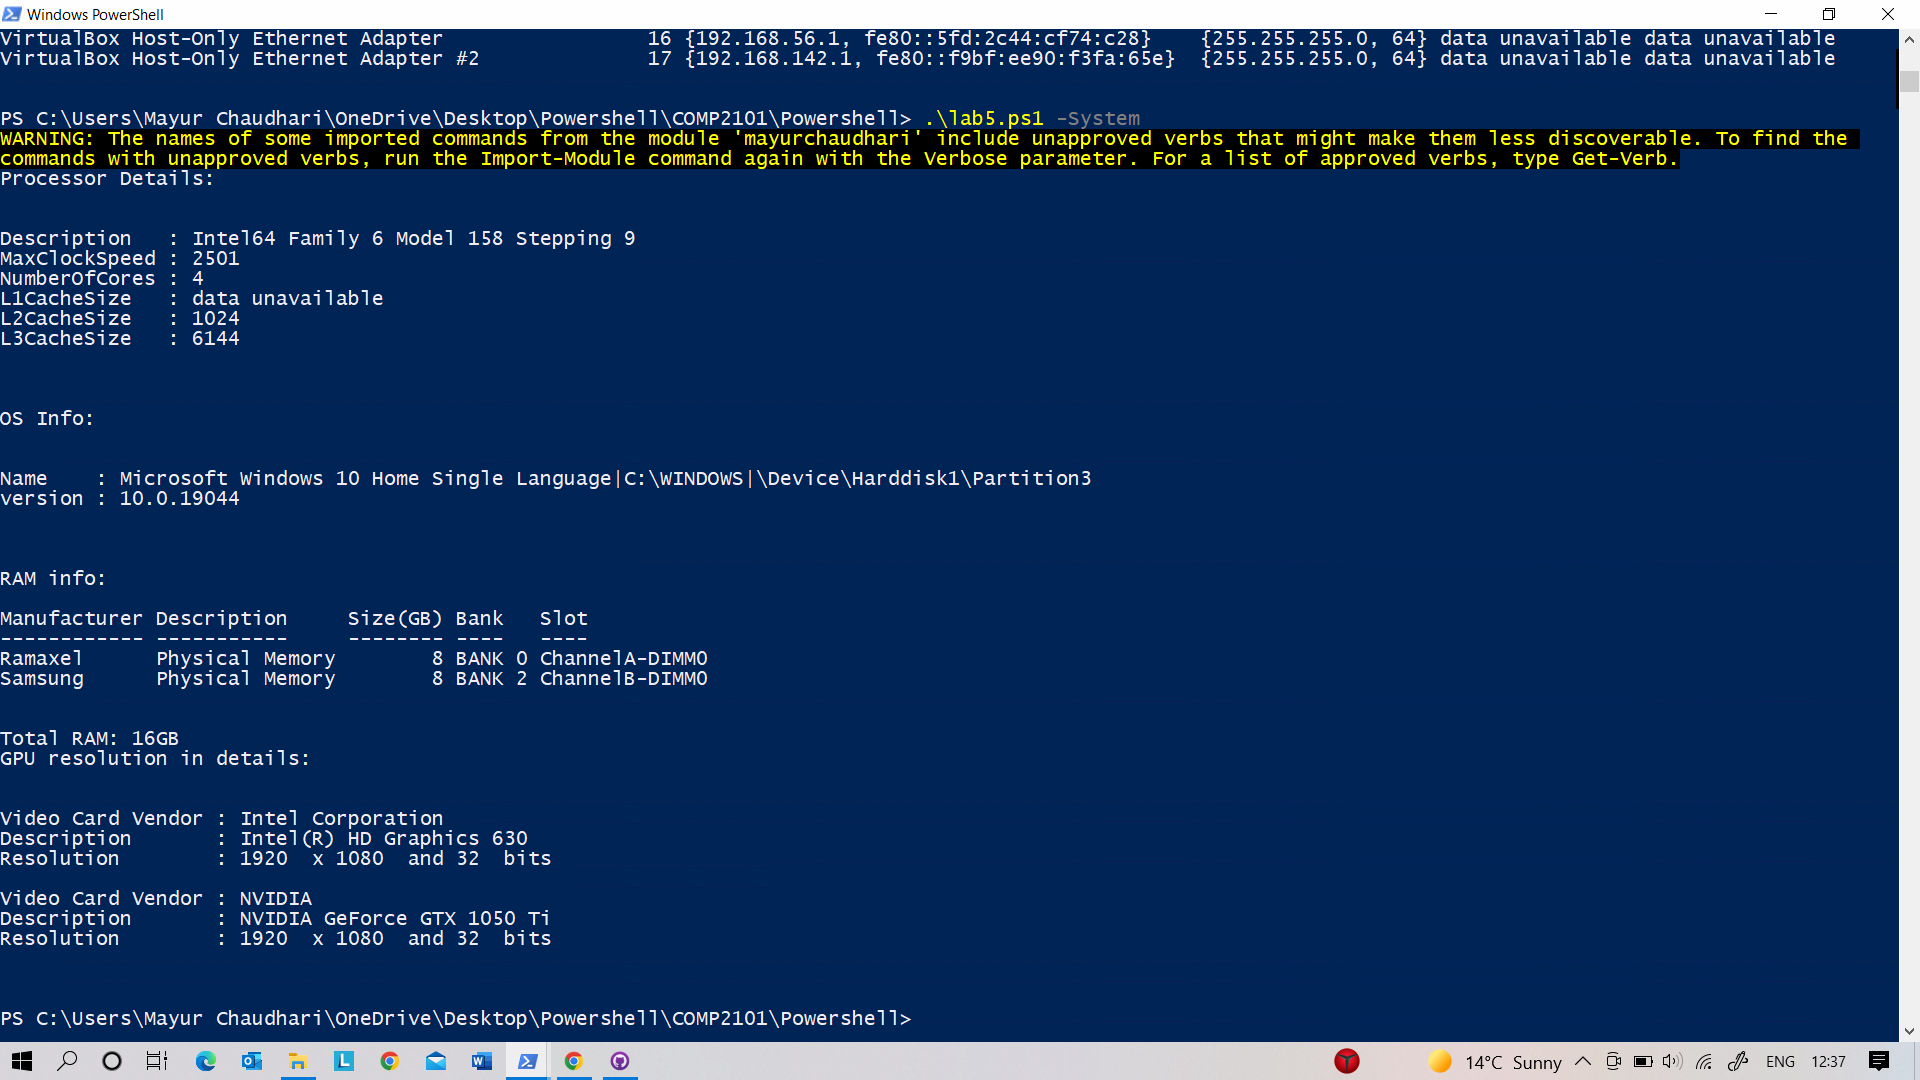 Windows PowerShell
VirtualBox Host-Only Ethernet Adapter                 16 {192.168.56.1, fe80::5fd:2c44:cf74:c28}    {255.255.255.0, 64} data unavailable data unavailable
VirtualBox Host-Only Ethernet Adapter #2              17 {192.168.142.1, fe80::f9bf:ee90:f3fa:65e}  {255.255.255.0, 64} data unavailable data unavailable
PS C:\Users\Mayur Chaudhari\OneDrive\Desktop\Powershell\COMP2101\Powershell> .\lab5.ps1 -System
WARNING: The names of some imported commands from the module 'mayurchaudhari' include unapproved verbs that might make them less discoverable. To find the
commands with unapproved verbs, run the Import-Module command again with the Verbose parameter. For a list of approved verbs, type Get-Verb.
Processor Details:
Description   : Intel64 Family 6 Model 158 Stepping 9
MaxClockSpeed : 2501
NumberOfCores : 4
L1CacheSize   : data unavailable
L2CacheSize   : 1024
L3CacheSize   : 6144
OS Info:
Name    : Microsoft Windows 10 Home Single Language|C:\WINDOWS|\Device\Harddisk1\Partition3
version : 10.0.19044
RAM info:
Manufacturer Description     Size(GB) Bank   Slot
------------ -----------     -------- ----   ----
Ramaxel      Physical Memory        8 BANK 0 ChannelA-DIMM0
Samsung      Physical Memory        8 BANK 2 ChannelB-DIMM0
Total RAM: 16GB
GPU resolution in details:
Video Card Vendor : Intel Corporation
Description       : Intel(R) HD Graphics 630
Resolution        : 1920  x 1080  and 32  bits
Video Card Vendor : NVIDIA
Description       : NVIDIA GeForce GTX 1050 Ti
Resolution        : 1920  x 1080  and 32  bits
PS C:\Users\Mayur Chaudhari\OneDrive\Desktop\Powershell\COMP2101\Powershell>
14°C Sunny ENG 12:37